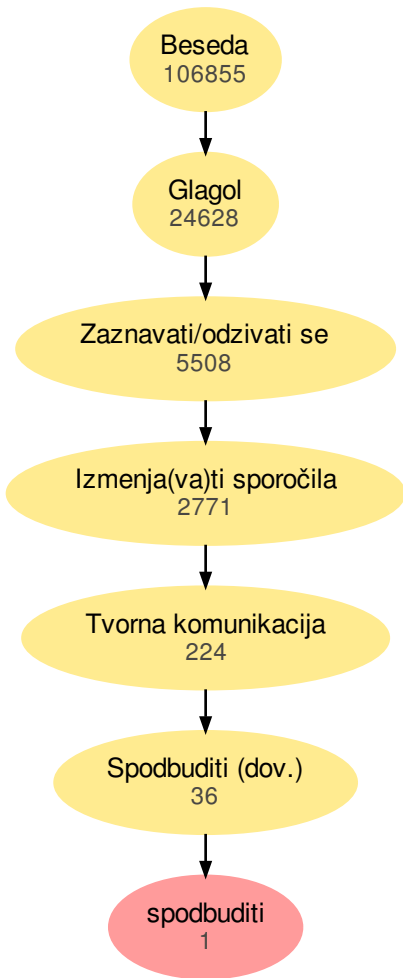 Beseda
106855
Glagol
24628
Zaznavati/odzivati se
5508
Izmenja(va)ti sporočila
2771
Tvorna komunikacija
224
Spodbuditi (dov.)
36
spodbuditi
1